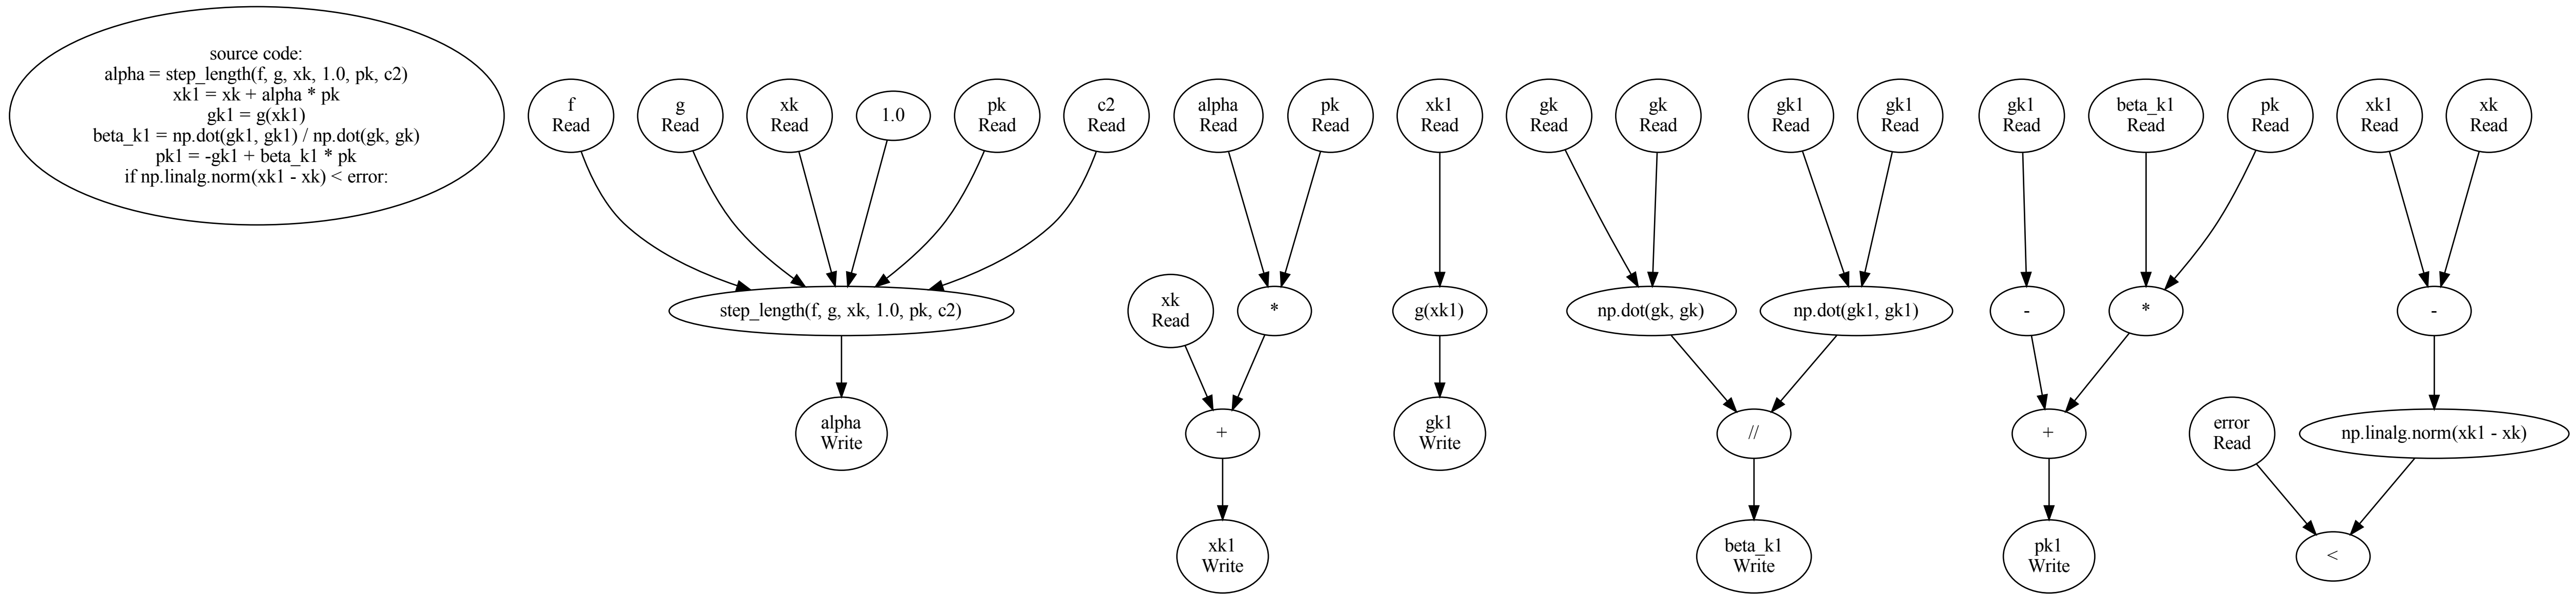 source code:
alpha = step_length(f, g, xk, 1.0, pk, c2)
xk1 = xk + alpha * pk
gk1 = g(xk1)
beta_k1 = np.dot(gk1, gk1) / np.dot(gk, gk)
pk1 = -gk1 + beta_k1 * pk
if np.linalg.norm(xk1 - xk) < error:
f
Read
g
Read
xk
Read
1.0
pk
Read
c2
Read
step_length(f, g, xk, 1.0, pk, c2)
alpha
Write
alpha
Read
pk
Read
xk
Read
*
+
xk1
Write
xk1
Read
g(xk1)
gk1
Write
gk
Read
gk
Read
gk1
Read
gk1
Read
np.dot(gk, gk)
np.dot(gk1, gk1)
//
beta_k1
Write
gk1
Read
beta_k1
Read
pk
Read
-
*
+
pk1
Write
xk1
Read
xk
Read
-
error
Read
np.linalg.norm(xk1 - xk)
<